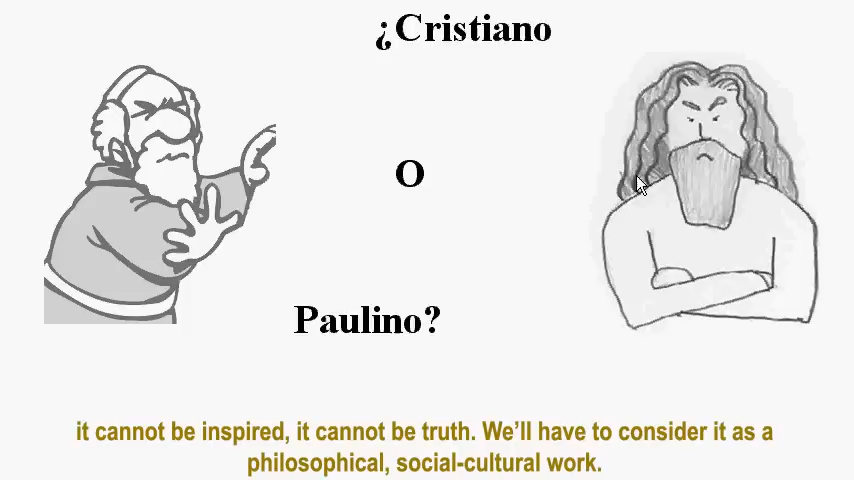 ¿Cristiano
O
Paulino?
it cannot be inspired, it cannot be truth. We’ll have to consider it as a
philosophical, social-cultural work.